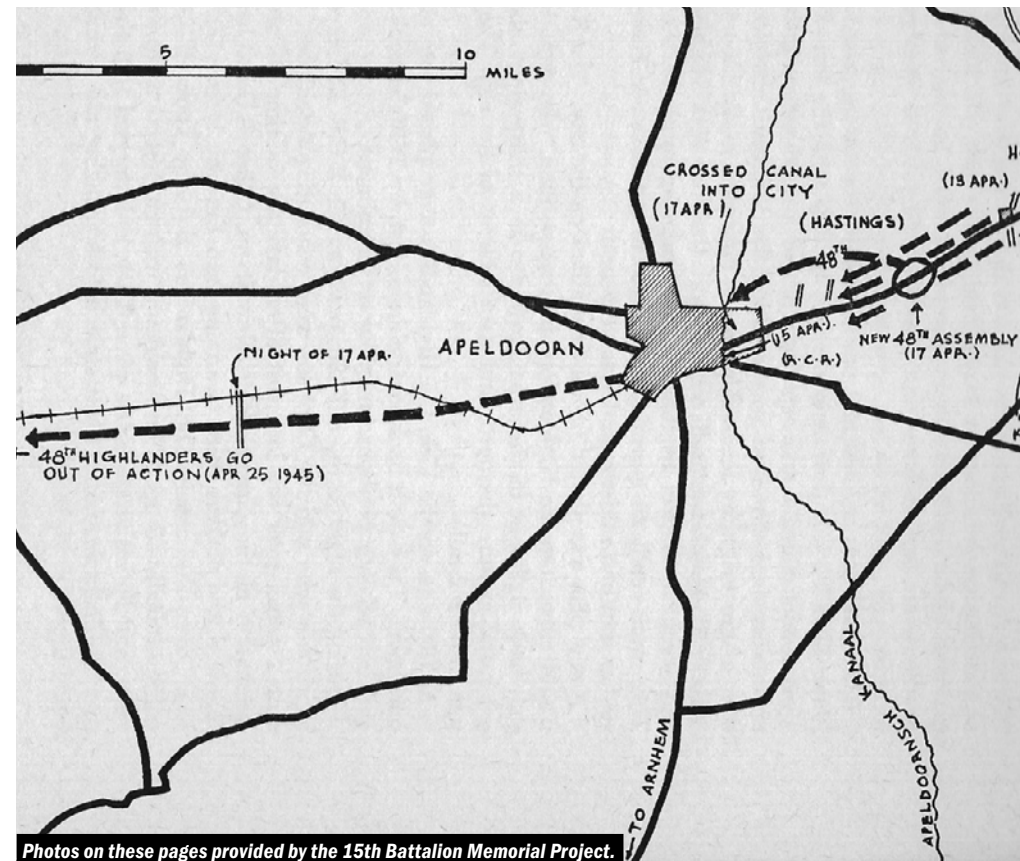 5
10
MILES
CROSSED CANAL
INTO CITY
(17 APR)
(13 APR.)
(HASTINGS)
48TH
NEW 48TH ASSEMBLY
(17 APR.)
(15 APR.)
(R.C.R.)
APELDOORN
NIGHT OF 17 APR.
48TH HIGHLANDERS GO
OUT OF ACTION (APR 25 1945)
TO ARNHEM
APELDOORNSCH KANAAL
Photos on these pages provided by the 15th Battalion Memorial Project.